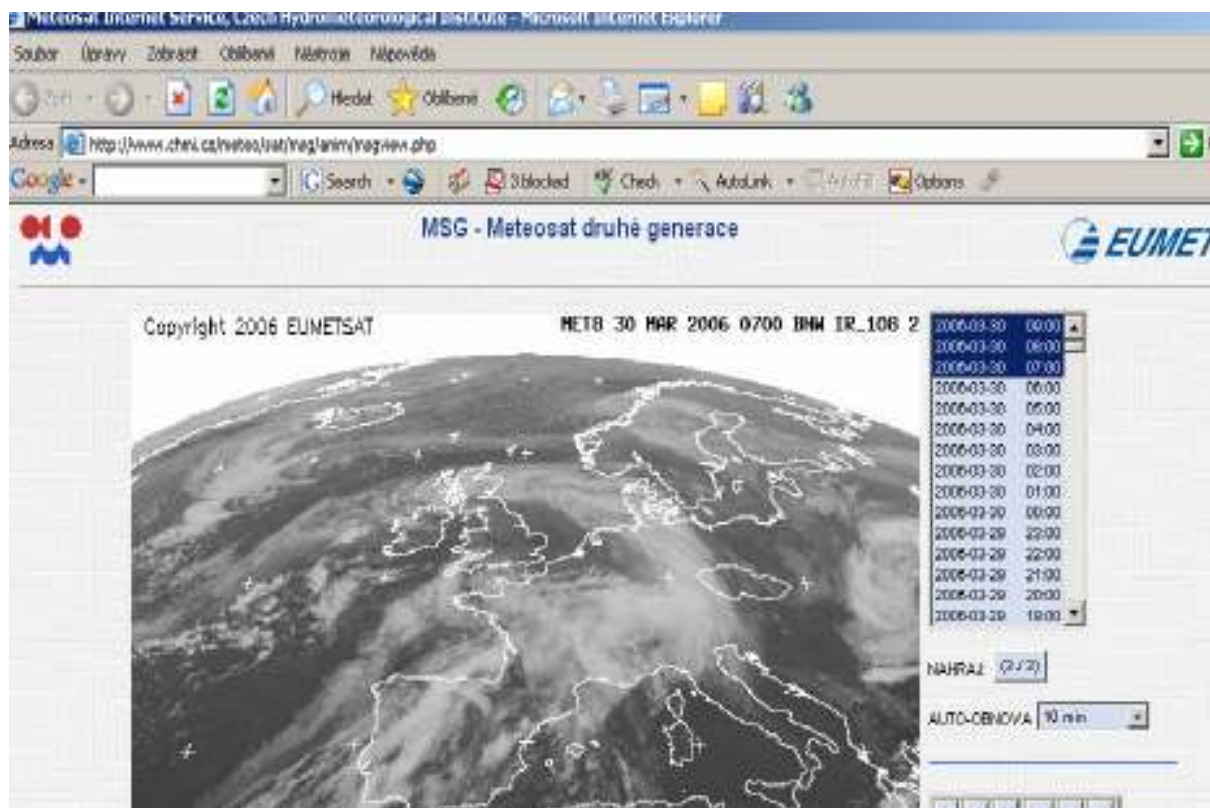 Meteosat Internet Service, Czech Hydrometeorological Institute - Microsoft Internet Explorer
Soubor Úpravy Zobrazit Oblíbené Nástroje Nápověda
Hledat Oblíbené
Adresa http://www.chmi.cz/meteo/sat/msg/anim/msgview.php
Google Search 3 blocked Check AutoLink AutoFill Options
MSG - Meteosat druhé generace
EUMET
Copyright 2006 EUMETSAT
MET8 30 MAR 2006 0700 BHW IR_108 2
2006-03-30 09:00
2006-03-30 08:00
2006-03-30 07:00
2006-03-30 06:00
2006-03-30 05:00
2006-03-30 04:00
2006-03-30 03:00
2006-03-30 02:00
2006-03-30 01:00
2006-03-30 00:00
2006-03-29 23:00
2006-03-29 22:00
2006-03-29 21:00
2006-03-29 20:00
2006-03-29 19:00
NAHRAJ:
AUTO-OBNOVA 10 min